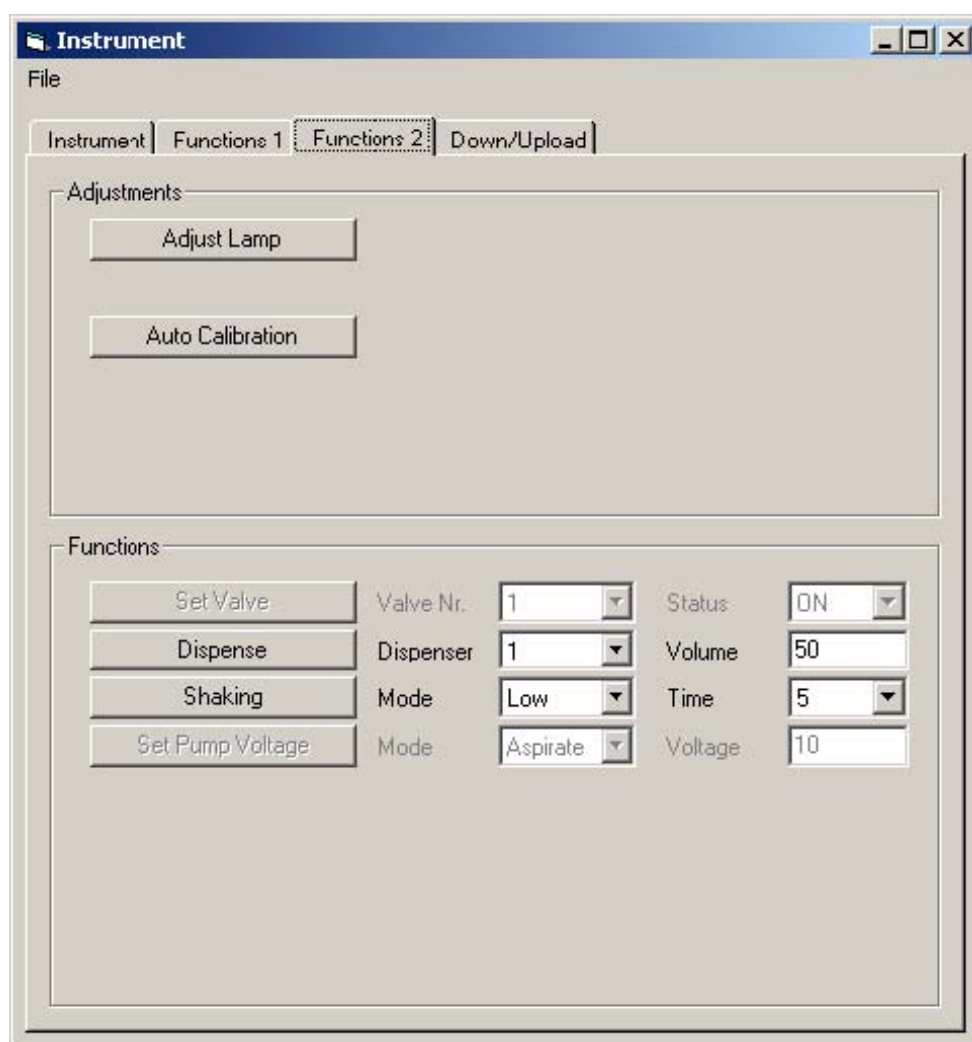 Instrument
File
Instrument Functions 1 Functions 2 Down/Upload
Adjustments
Adjust Lamp
Auto Calibration
Functions
Set Valve Valve Nr. 1 Status ON
Dispense Dispenser 1 Volume 50
Shaking Mode Low Time 5
Set Pump Voltage Mode Aspirate Voltage 10